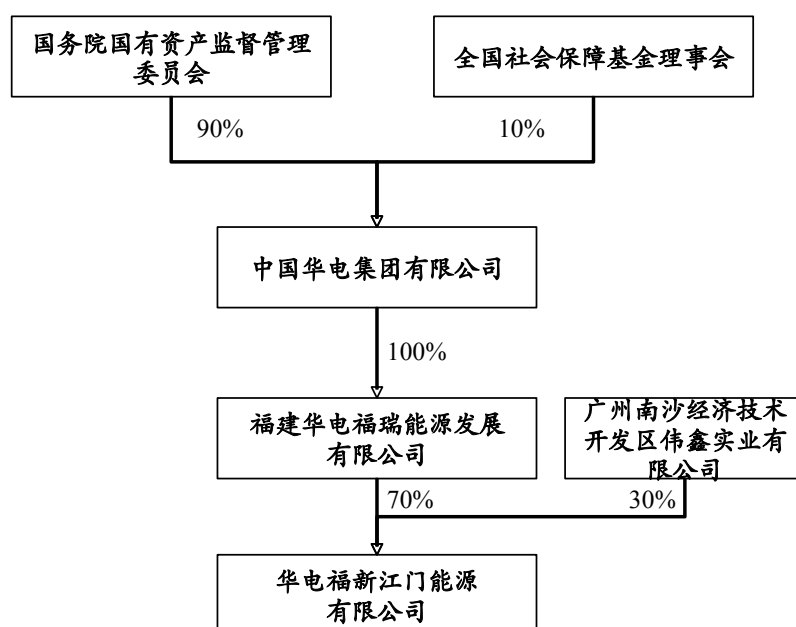 国务院国有资产监督管理
委员会
全国社会保障基金理事会
90%
10%
中国华电集团有限公司
100%
福建华电福瑞能源发展
有限公司
广州南沙经济技术
开发区伟鑫实业有
限公司
70%
30%
华电福新江门能源
有限公司